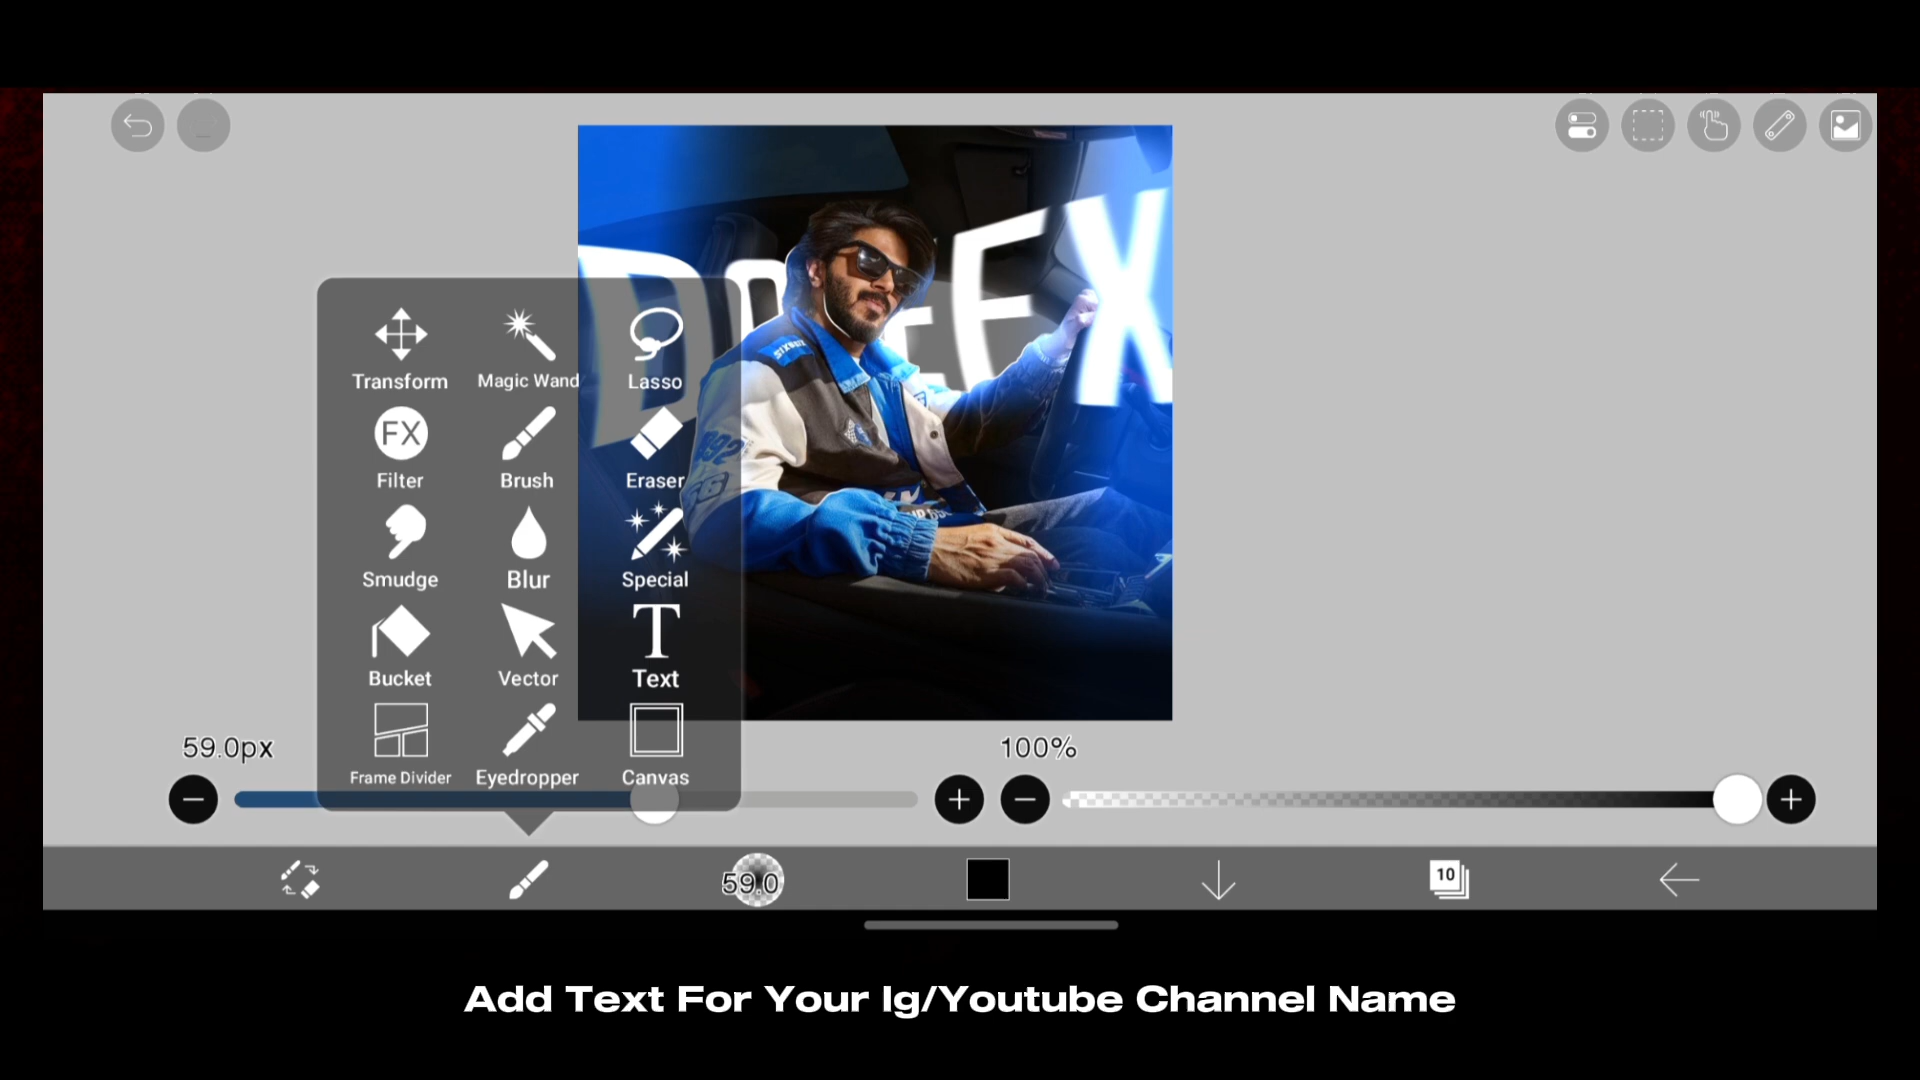 Transform
Magic Wand
Lasso
FX
Filter
Brush
Eraser
Smudge
Blur
Special
T
Bucket
Vector
Text
Frame Divider
Eyedropper
Canvas
59.0px
100%
59.0
10
Add Text For Your Ig/Youtube Channel Name